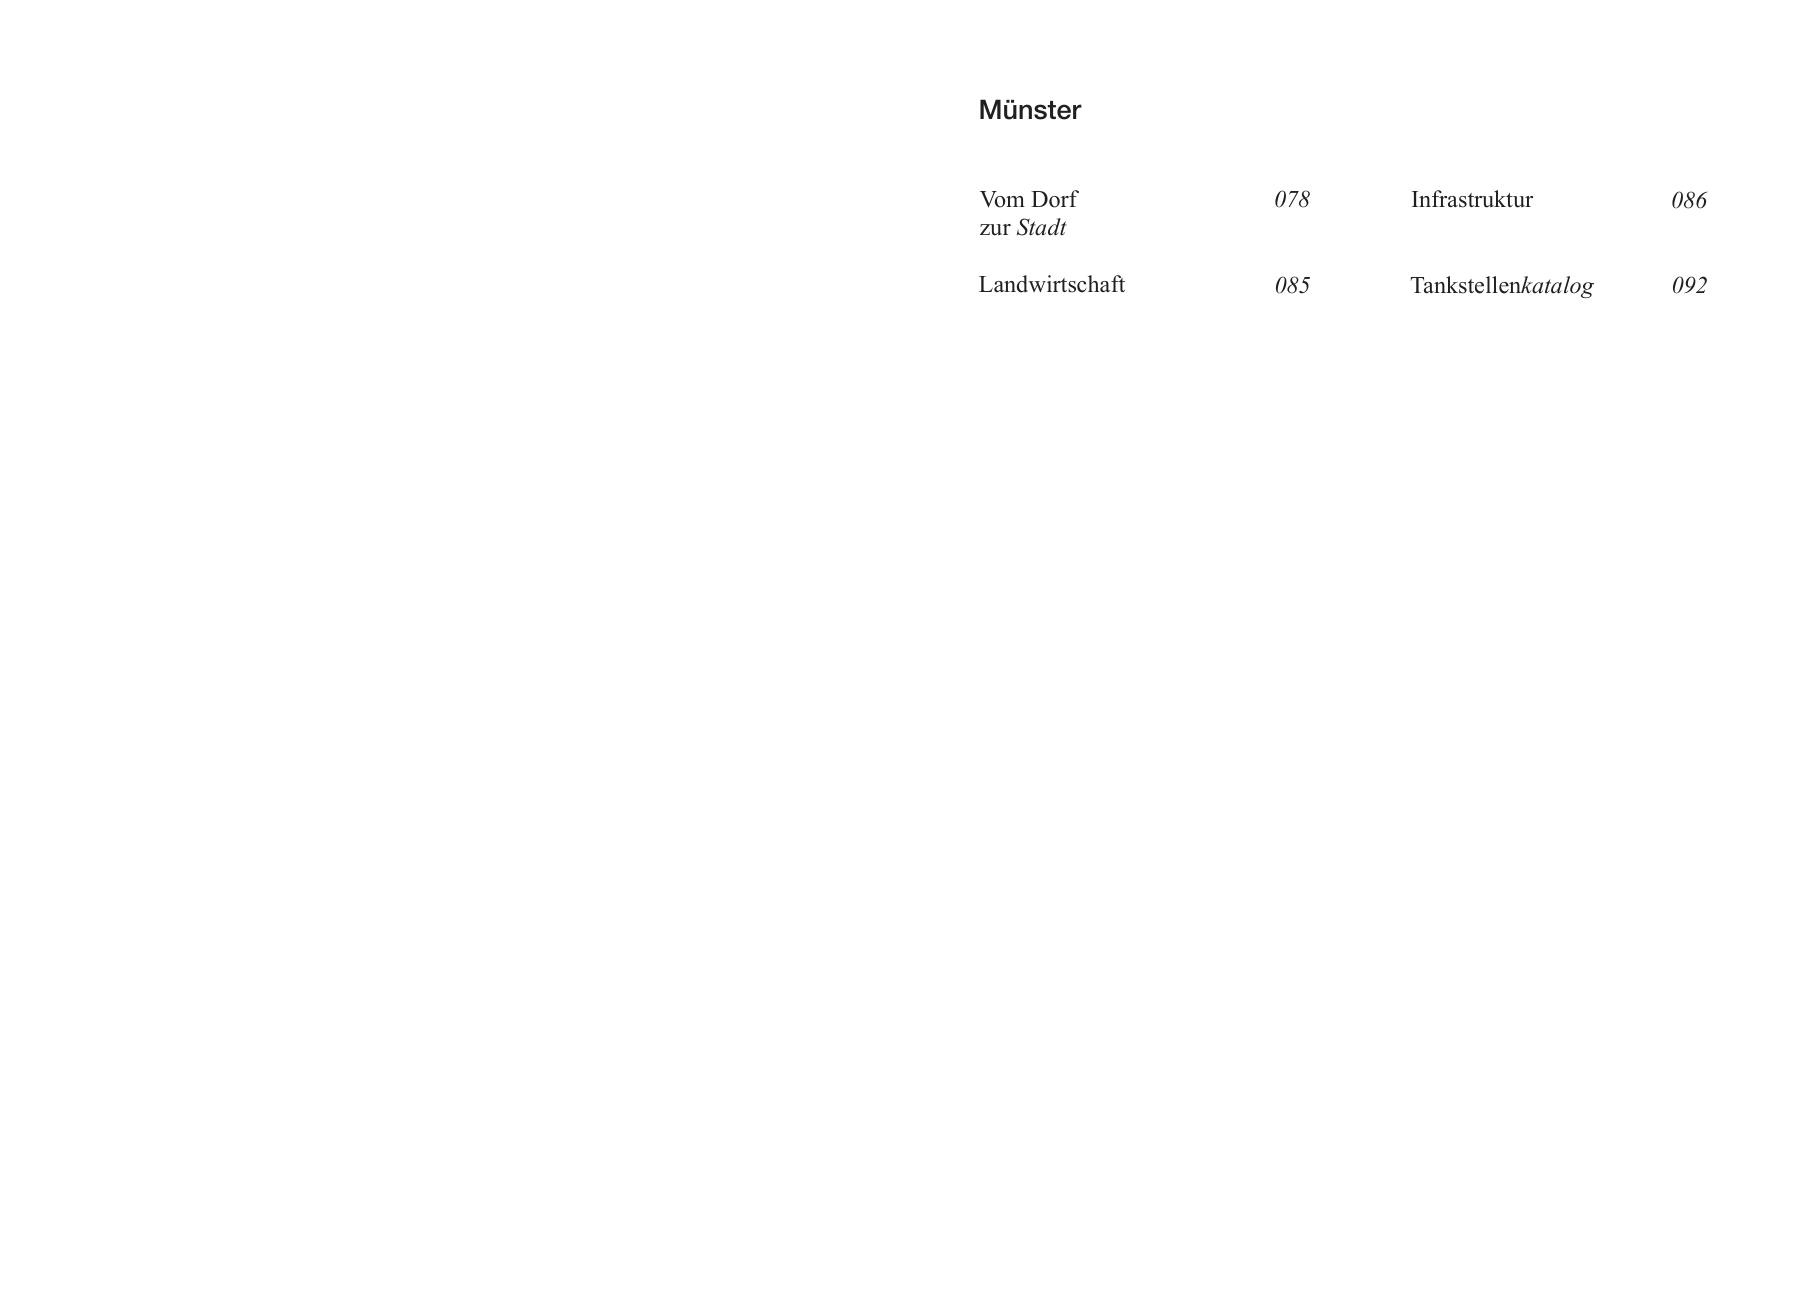 Münster
Vom Dorf 078
zur Stadt
Landwirtschaft 085
Infrastruktur 086
Tankstellenkatalog 092